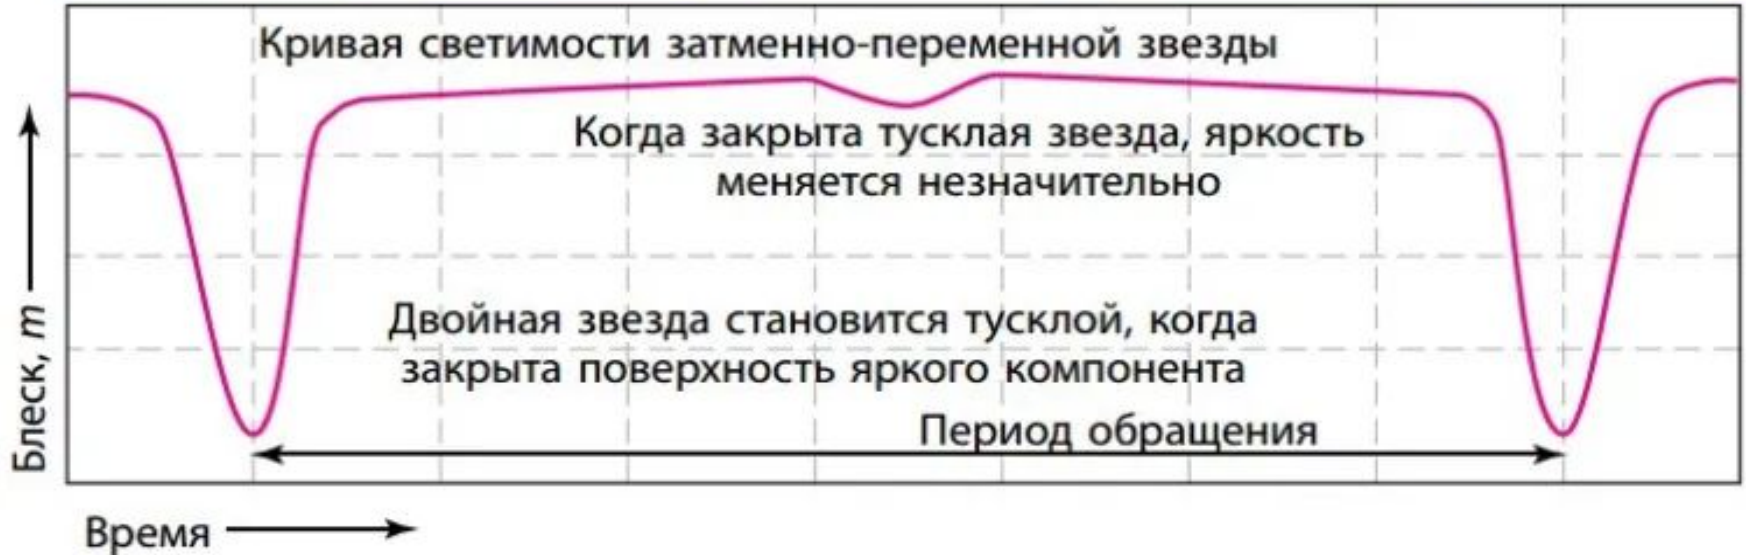 Кривая светимости затменно-переменной звезды
Когда закрыта тусклая звезда, яркость
меняется незначительно
Двойная звезда становится тусклой, когда
закрыта поверхность яркого компонента
Период обращения
Блеск, m
Время